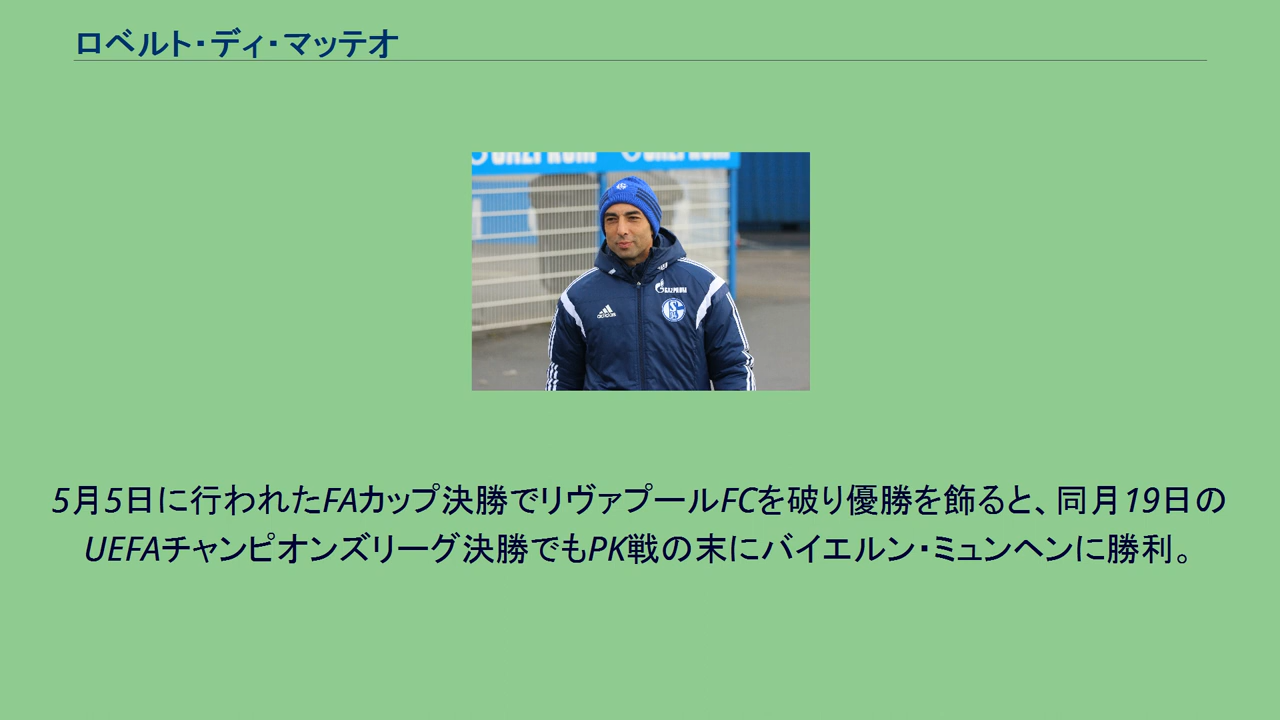 ロベルト・ディ・マッテオ
GAZPROM GAZPROM
GAZPROM
adidas
5月5日に行われたFAカップ決勝でリヴァプールFCを破り優勝を飾ると、同月19日の
UEFAチャンピオンズリーグ決勝でもPK戦の末にバイエルン・ミュンヘンに勝利。